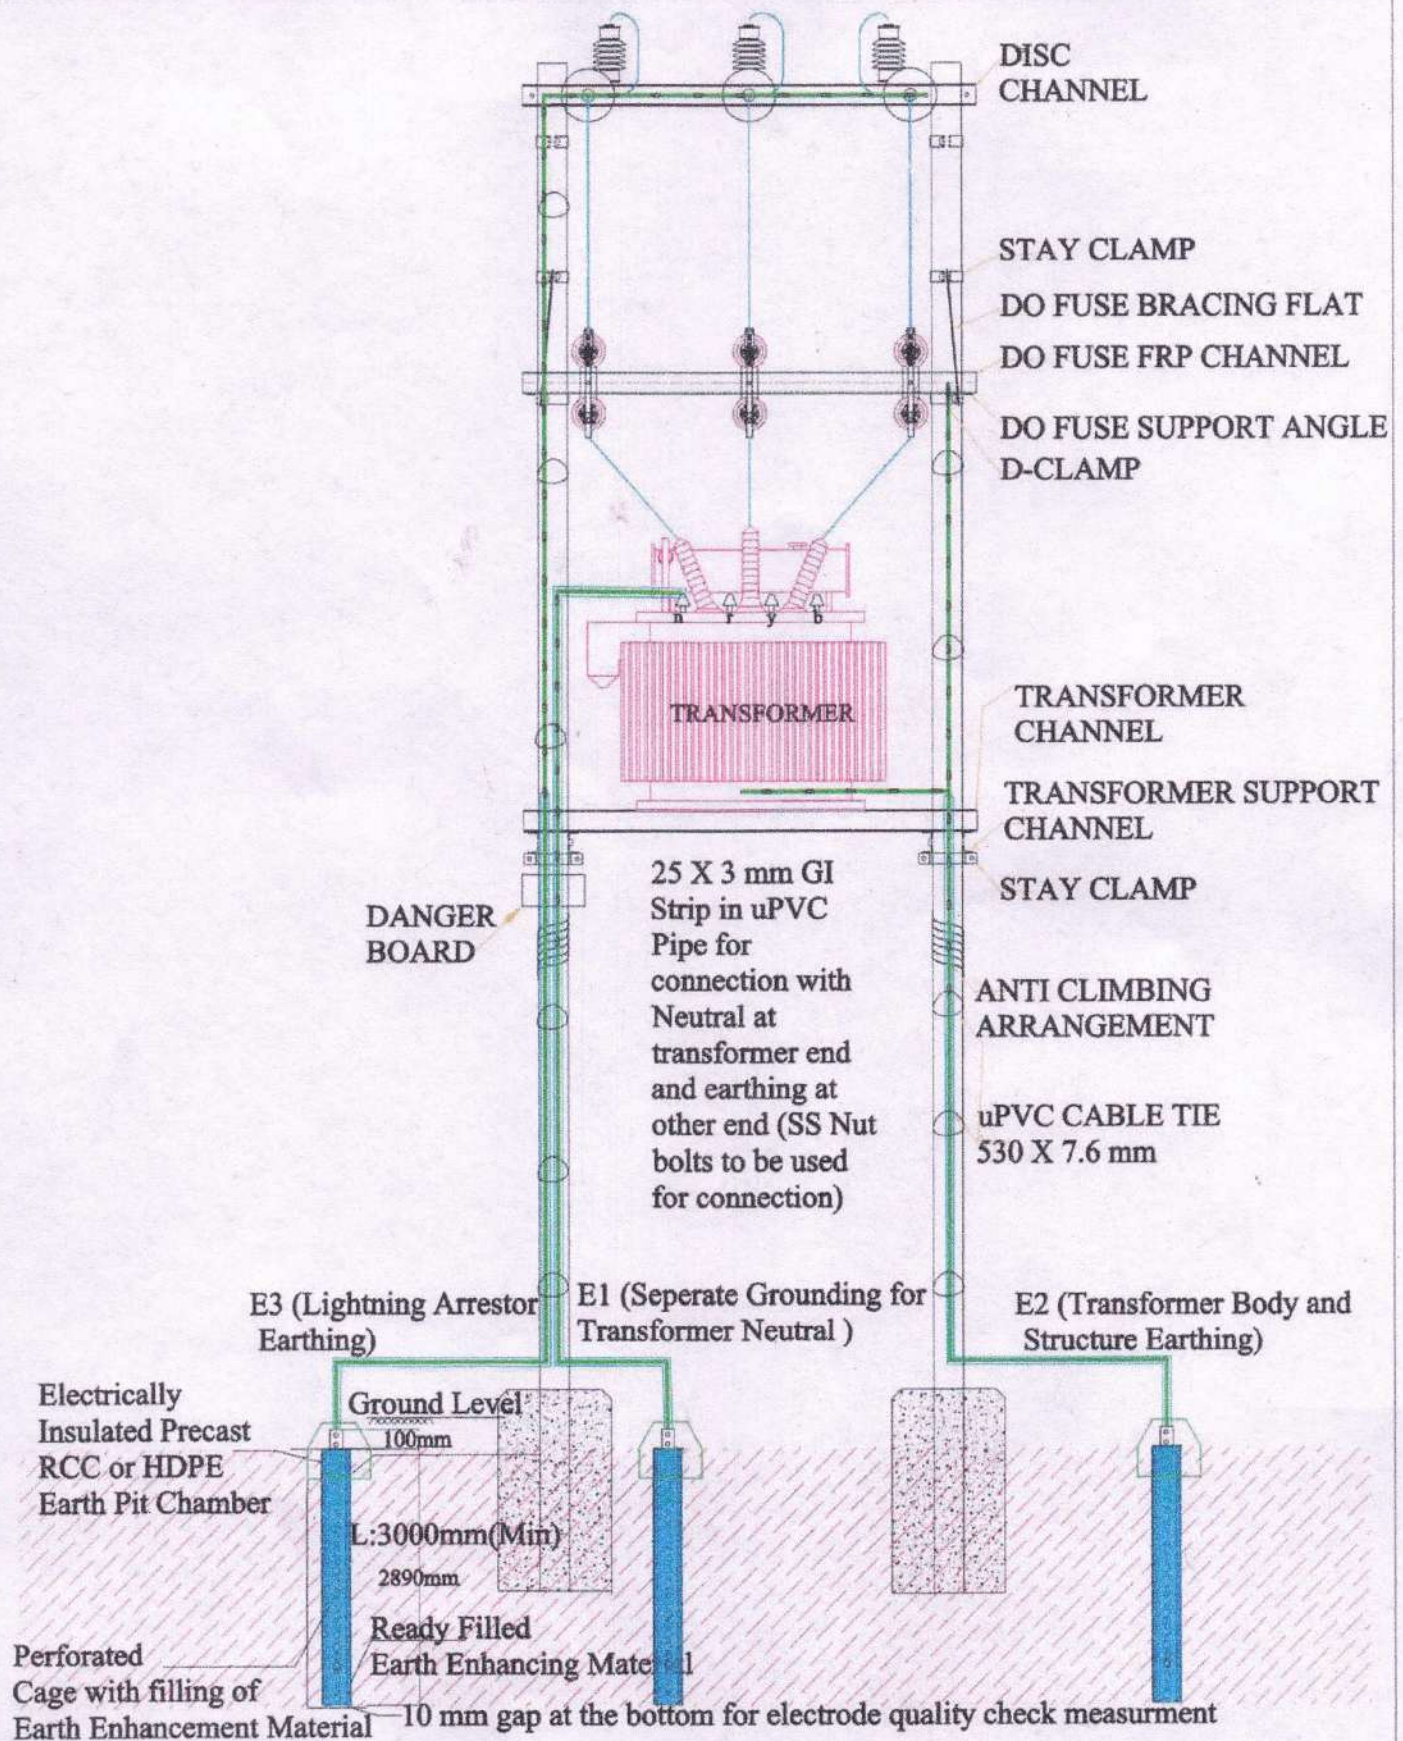 DISC
CHANNEL
STAY CLAMP
DO FUSE BRACING FLAT
DO FUSE FRP CHANNEL
DO FUSE SUPPORT ANGLE
D-CLAMP
n r y b
TRANSFORMER
TRANSFORMER
CHANNEL
TRANSFORMER SUPPORT
CHANNEL
STAY CLAMP
DANGER
BOARD
25 X 3 mm GI
Strip in uPVC
Pipe for
connection with
Neutral at
transformer end
and earthing at
other end (SS Nut
bolts to be used
for connection)
ANTI CLIMBING
ARRANGEMENT
uPVC CABLE TIE
530 X 7.6 mm
E3 (Lightning Arrestor
Earthing)
E1 (Seperate Grounding for
Transformer Neutral )
E2 (Transformer Body and
Structure Earthing)
Electrically
Insulated Precast
RCC or HDPE
Earth Pit Chamber
Ground Level
100mm
L:3000mm(Min)
2890mm
Ready Filled
Earth Enhancing Material
Perforated
Cage with filling of
Earth Enhancement Material
10 mm gap at the bottom for electrode quality check measurment